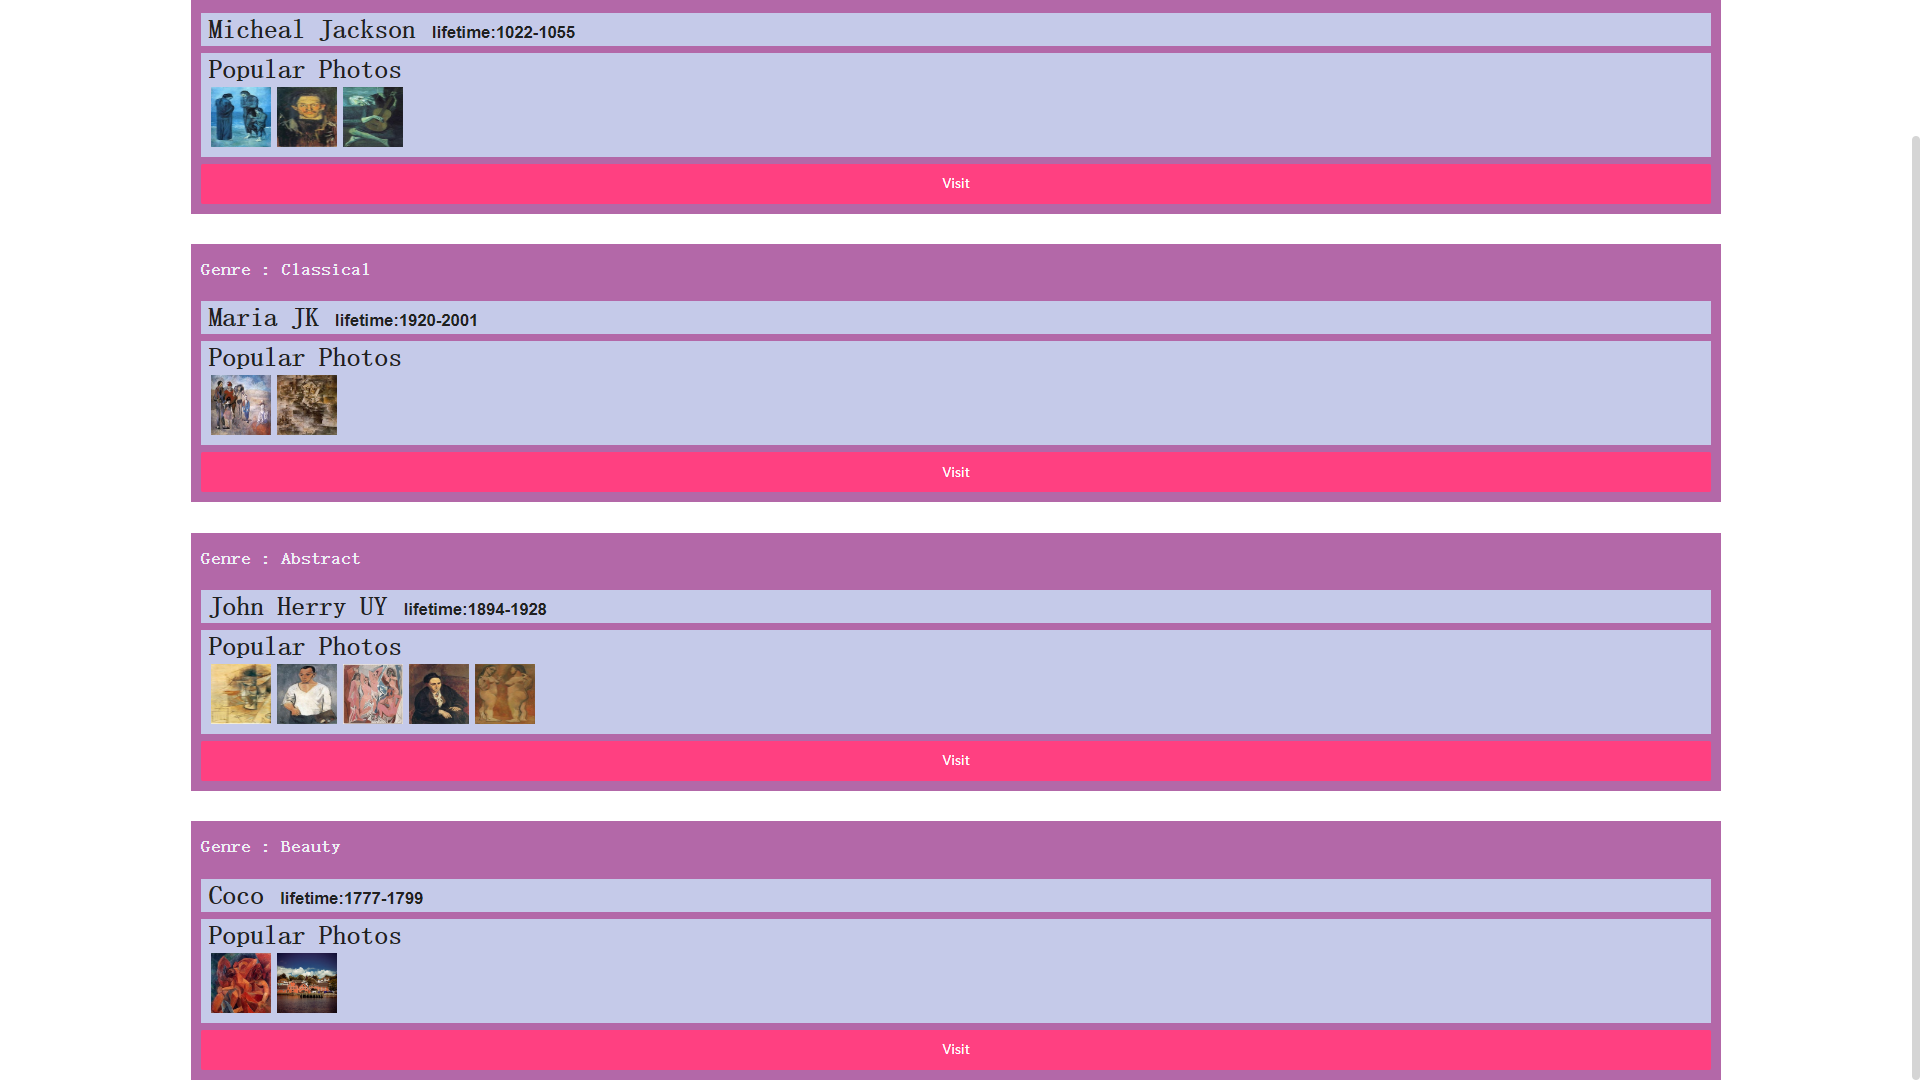 Micheal Jackson lifetime:1022-1055
Popular Photos
Visit
Genre : Classical
Maria JK lifetime:1920-2001
Popular Photos
Visit
Genre : Abstract
John Herry UY lifetime:1894-1928
Popular Photos
Visit
Genre : Beauty
Coco lifetime:1777-1799
Popular Photos
Visit